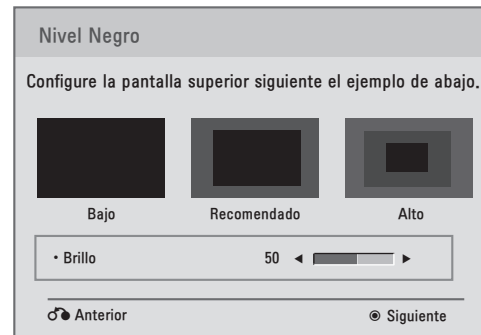 Nivel Negro
Configure la pantalla superior siguiente el ejemplo de abajo.
Bajo Recomendado Alto
• Brillo 50 ◄ ►
Anterior ◉ Siguiente